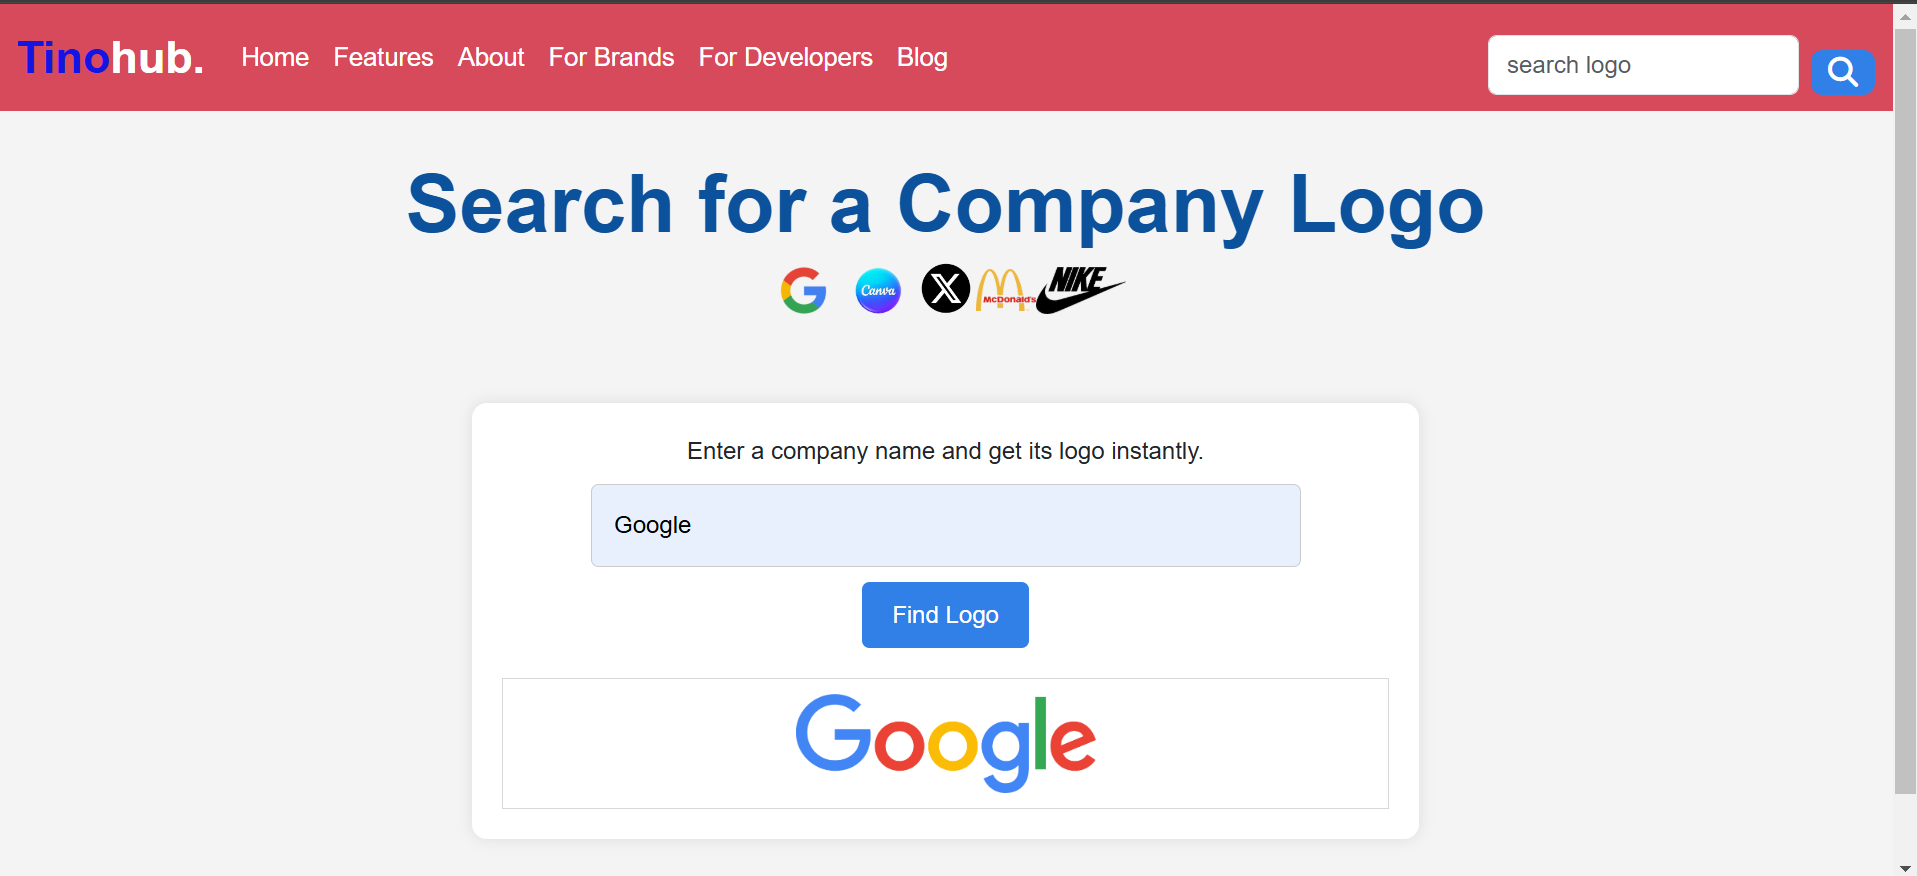 Tinohub. Home Features About For Brands For Developers Blog search logo
Search for a Company Logo
G Canva X McDonald's NIKE
Enter a company name and get its logo instantly.
Google
Find Logo
Google